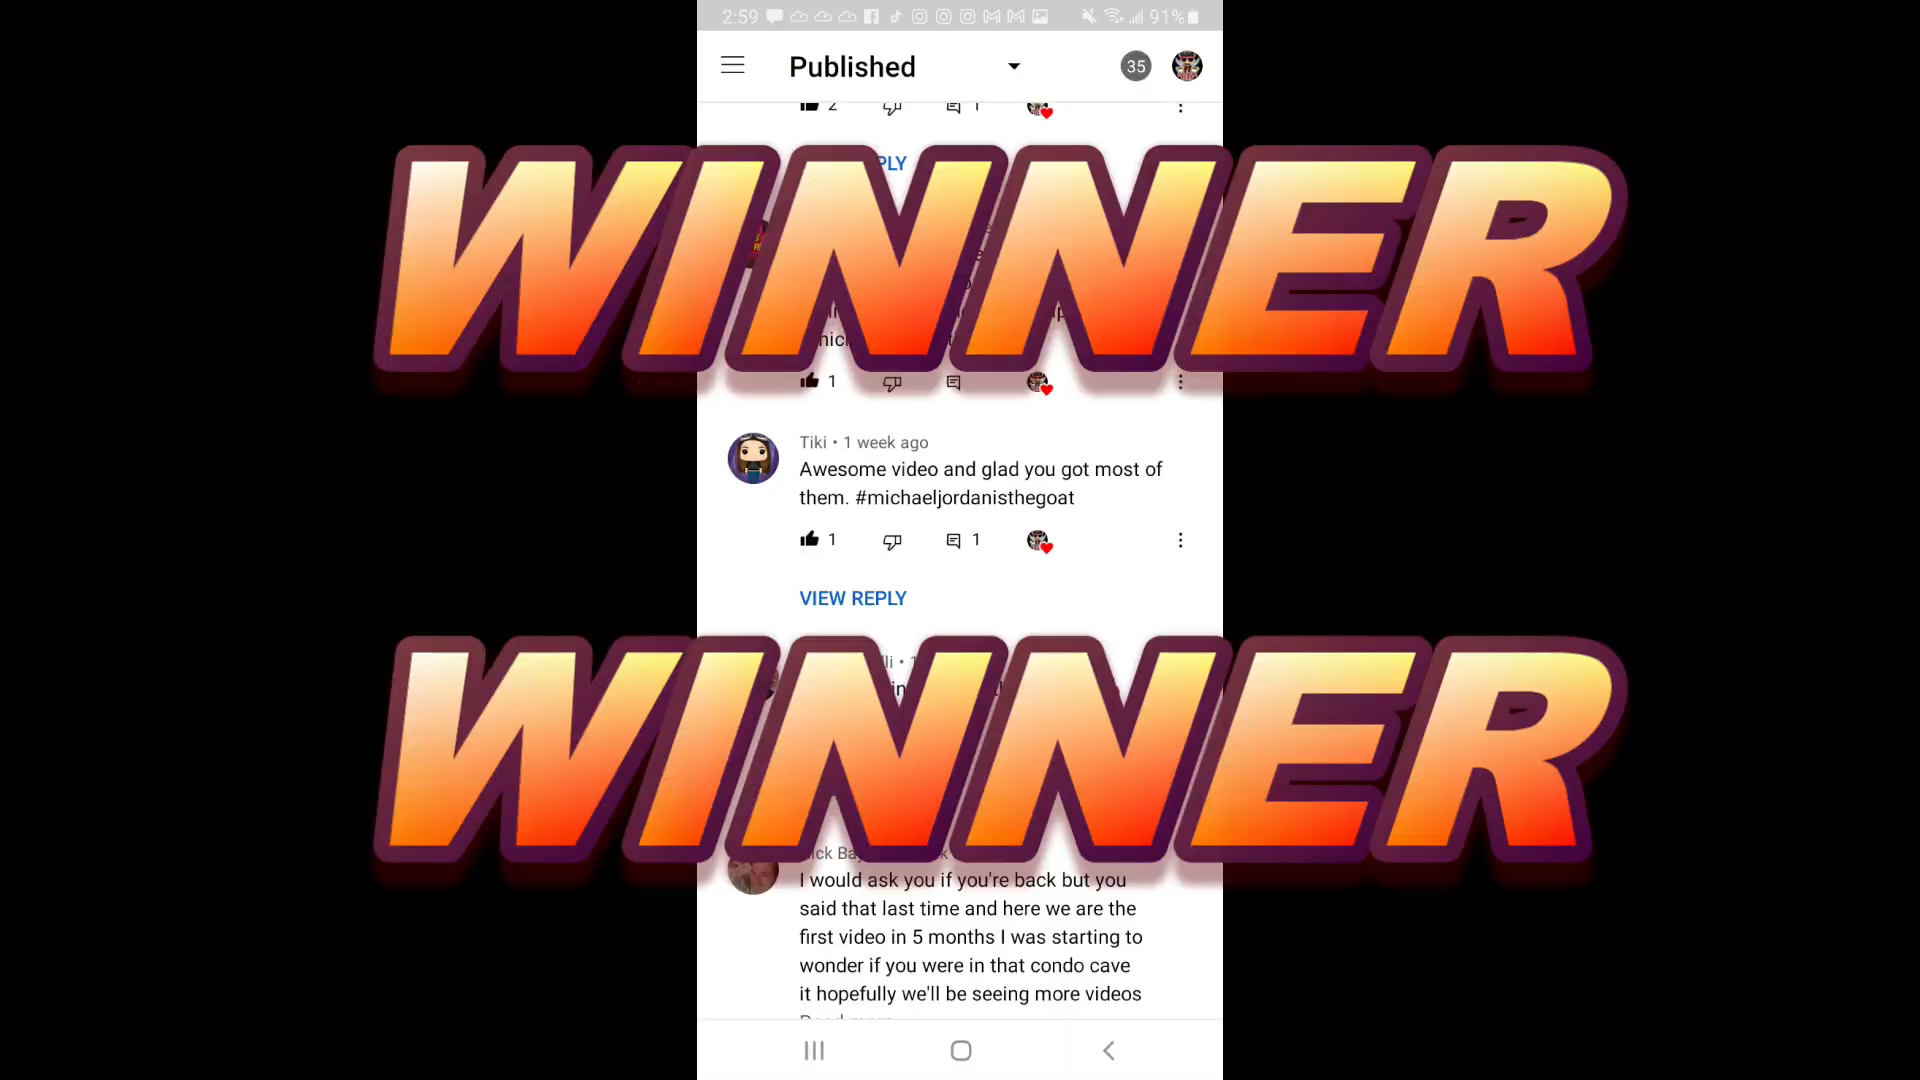 2:59
91%
Published
35
2
1
WINNER
1
Tiki • 1 week ago
Awesome video and glad you got most of
them. #michaeljordanisthegoat
1
1
VIEW REPLY
WINNER
I would ask you if you're back but you
said that last time and here we are the
first video in 5 months I was starting to
wonder if you were in that condo cave
it hopefully we'll be seeing more videos